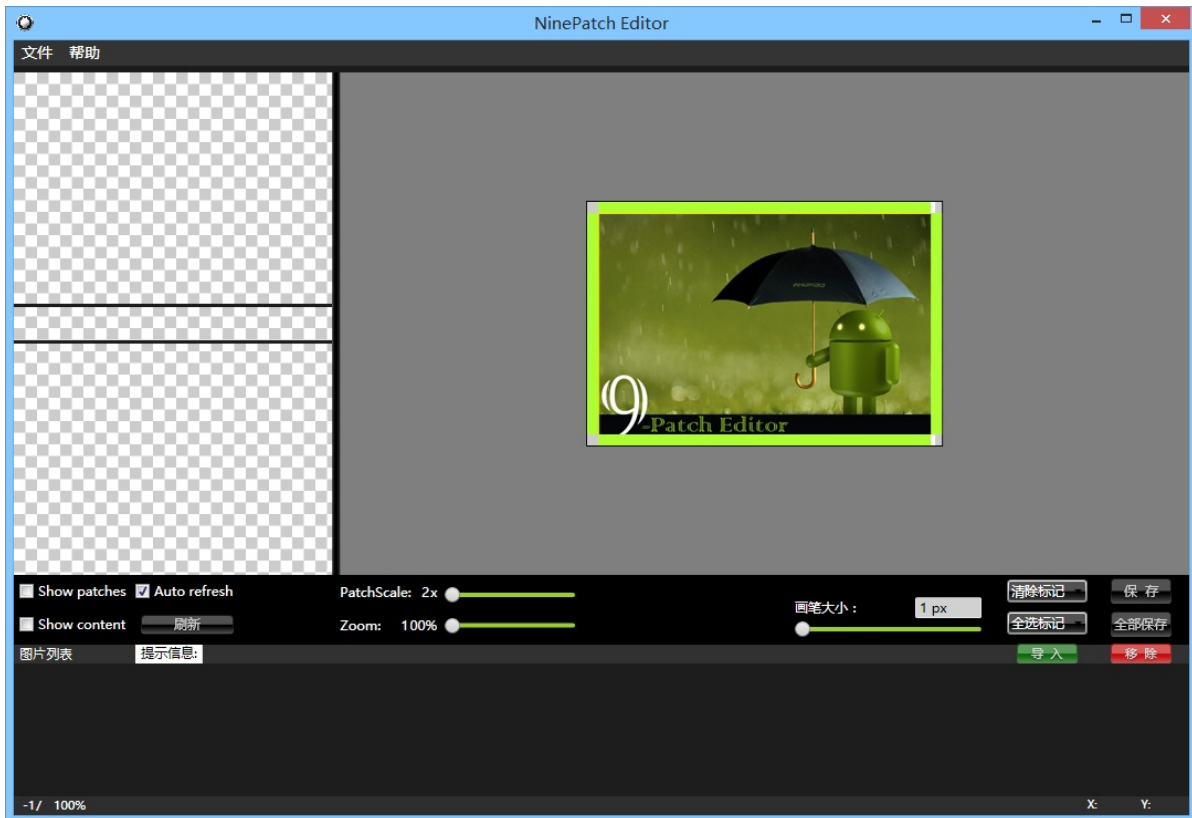 NinePatch Editor
文件 帮助
ANDROID
9
-Patch Editor
Show patches Auto refresh PatchScale: 2x 清除标记 保 存
画笔大小： 1 px
Show content 刷新 Zoom: 100% 全选标记 全部保存
图片列表 提示信息: 导 入 移 除
-1/ 100% X: Y: